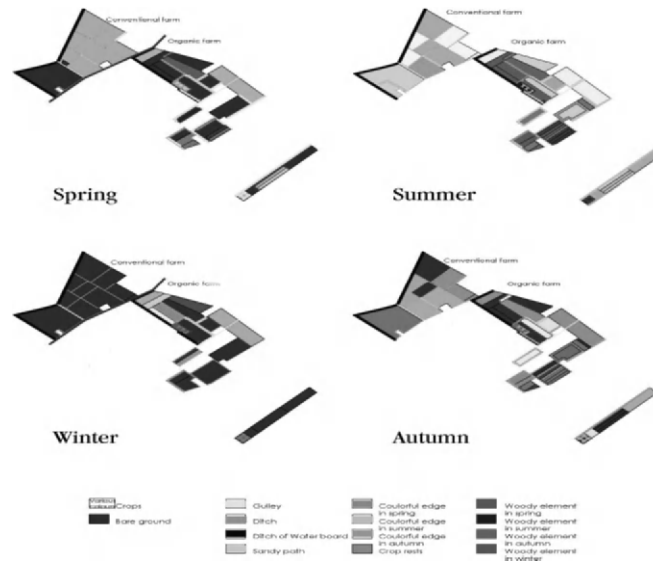 Conventional farm
Organic farm
Spring
Conventional farm
Organic farm
Summer
Conventional farm
Organic farm
Winter
Conventional farm
Organic farm
Autumn
Crops
Bare ground
Gulley
Ditch
Ditch of Water board
Sandy path
Coulorful edge
in spring
Coulorful edge
in summer
Coulorful edge
in autumn
Crop rests
Woody element
in spring
Woody element
in summer
Woody element
in autumn
Woody element
in winter